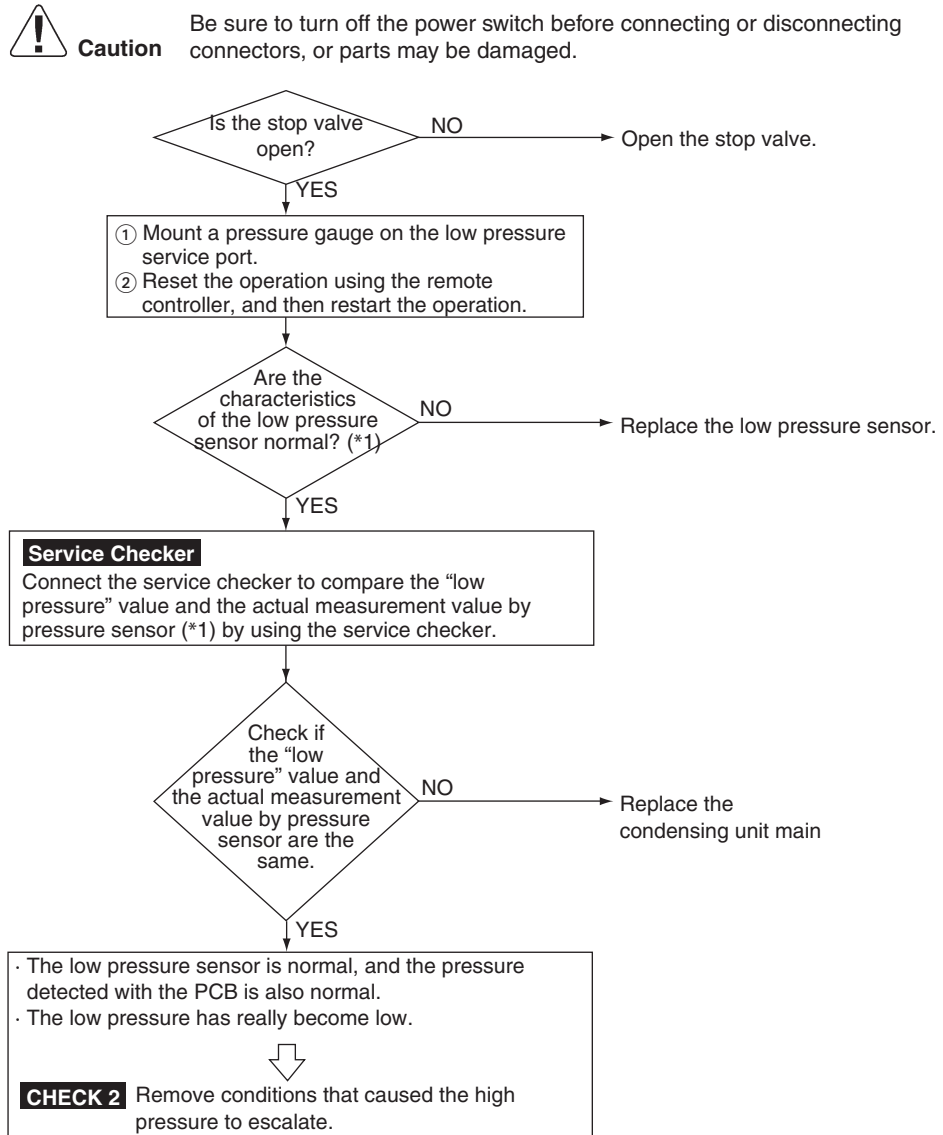 Caution
Be sure to turn off the power switch before connecting or disconnecting
connectors, or parts may be damaged.
Is the stop valve
open?
NO
Open the stop valve.
YES
① Mount a pressure gauge on the low pressure
service port.
② Reset the operation using the remote
controller, and then restart the operation.
Are the
characteristics
of the low pressure
sensor normal? (*1)
NO
Replace the low pressure sensor.
YES
Service Checker
Connect the service checker to compare the “low
pressure” value and the actual measurement value by
pressure sensor (*1) by using the service checker.
Check if
the “low
pressure” value and
the actual measurement
value by pressure
sensor are the
same.
NO
Replace the
condensing unit main
YES
· The low pressure sensor is normal, and the pressure
detected with the PCB is also normal.
· The low pressure has really become low.
CHECK 2 Remove conditions that caused the high
pressure to escalate.